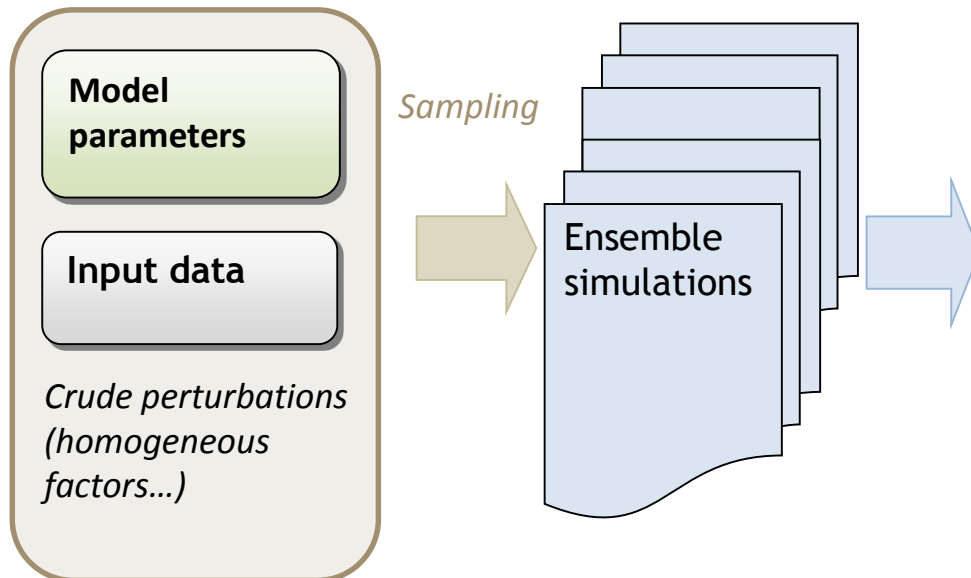 Model
parameters
Input data
Crude perturbations
(homogeneous
factors…)
Sampling
Ensemble
simulations